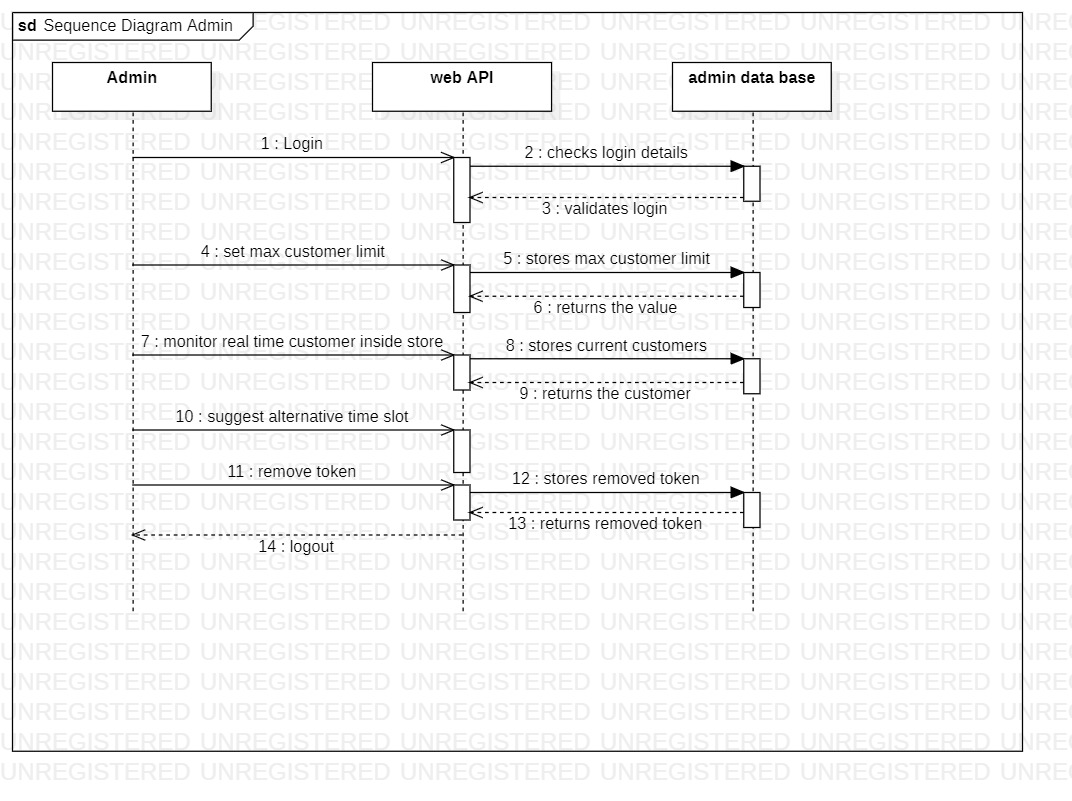 sd Sequence Diagram Admin
Admin
web API
admin data base
1 : Login
2 : checks login details
3 : validates login
4 : set max customer limit
5 : stores max customer limit
6 : returns the value
7 : monitor real time customer inside store
8 : stores current customers
9 : returns the customer
10 : suggest alternative time slot
11 : remove token
12 : stores removed token
13 : returns removed token
14 : logout
UNREGISTERED